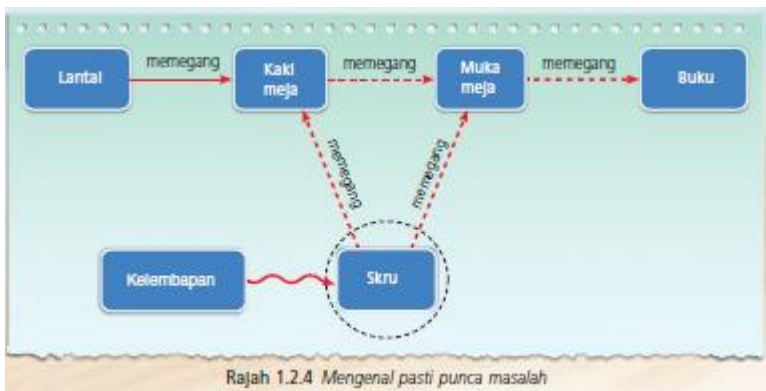 Lantai
memegang
Kaki
meja
memegang
Muka
meja
memegang
Buku
memegang
memegang
Kelembapan
Skru
Rajah 1.2.4 Mengenal pasti punca masalah